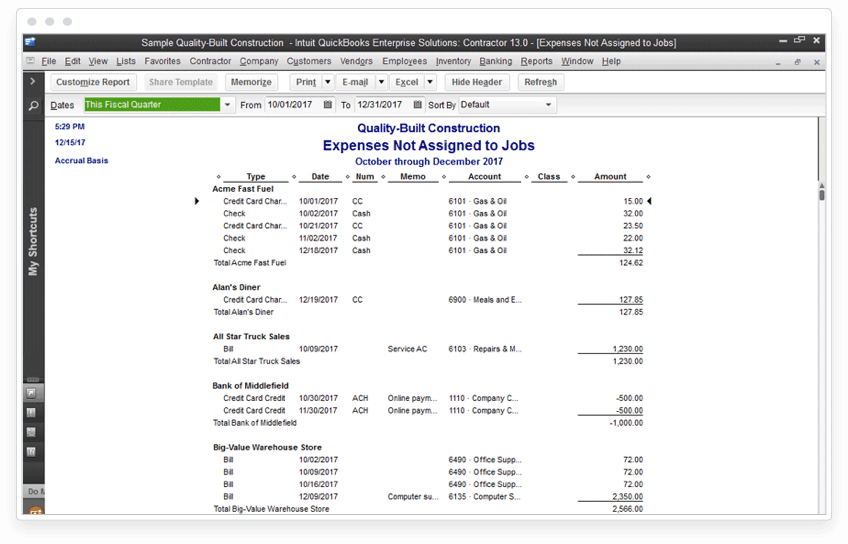 Sample Quality-Built Construction - Intuit QuickBooks Enterprise Solutions: Contractor 13.0 - [Expenses Not Assigned to Jobs]
File Edit View Lists Favorites Contractor Company Customers Vendors Employees Inventory Banking Reports Window Help
Customize Report Share Template Memorize Print E-mail Excel Hide Header Refresh
Dates This Fiscal Quarter From 10/01/2017 To 12/31/2017 Sort By Default
5:29 PM Quality-Built Construction
12/15/17 Expenses Not Assigned to Jobs
Accrual Basis October through December 2017
Type Date Num Memo Account Class Amount
Acme Fast Fuel
Credit Card Char... 10/01/2017 CC 6101 · Gas & Oil 15.00
Check 10/02/2017 Cash 6101 · Gas & Oil 32.00
Credit Card Char... 10/21/2017 CC 6101 · Gas & Oil 23.50
Check 11/02/2017 Cash 6101 · Gas & Oil 22.00
Check 12/18/2017 Cash 6101 · Gas & Oil 32.12
Total Acme Fast Fuel 124.62
Alan's Diner
Credit Card Char... 12/19/2017 CC 6900 · Meals and E... 127.85
Total Alan's Diner 127.85
All Star Truck Sales
Bill 10/09/2017 Service AC 6103 · Repairs & M... 1,230.00
Total All Star Truck Sales 1,230.00
Bank of Middlefield
Credit Card Credit 10/30/2017 ACH Online paym... 1110 · Company C... -500.00
Credit Card Credit 11/30/2017 ACH Online paym... 1110 · Company C... -500.00
Total Bank of Middlefield -1,000.00
Big-Value Warehouse Store
Bill 10/02/2017 6490 · Office Supp... 72.00
Bill 10/09/2017 6490 · Office Supp... 72.00
Bill 10/16/2017 6490 · Office Supp... 72.00
Bill 12/09/2017 Computer su... 6135 · Computer S... 2,350.00
Total Big-Value Warehouse Store 2,566.00
My Shortcuts
Do